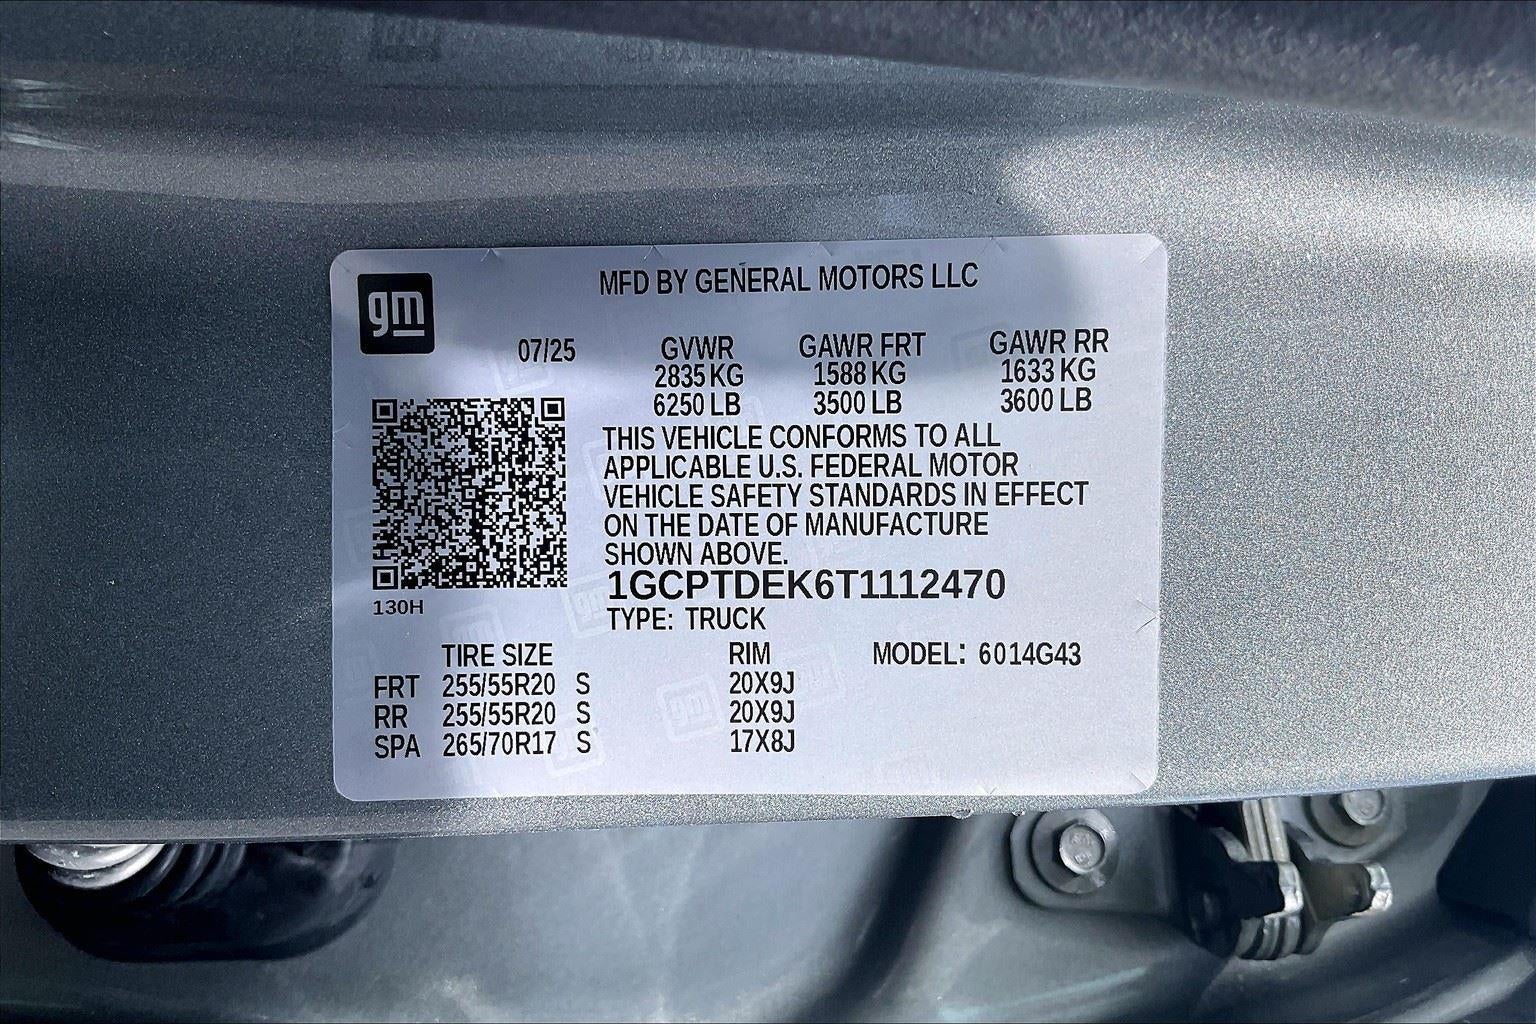 gm
MFD BY GENERAL MOTORS LLC
07/25 GVWR GAWR FRT GAWR RR
2835 KG 1588 KG 1633 KG
6250 LB 3500 LB 3600 LB
THIS VEHICLE CONFORMS TO ALL
APPLICABLE U.S. FEDERAL MOTOR
VEHICLE SAFETY STANDARDS IN EFFECT
ON THE DATE OF MANUFACTURE
SHOWN ABOVE.
1GCPTDEK6T1112470
130H
TYPE: TRUCK
TIRE SIZE RIM MODEL: 6014G43
FRT 255/55R20 S 20X9J
RR 255/55R20 S 20X9J
SPA 265/70R17 S 17X8J